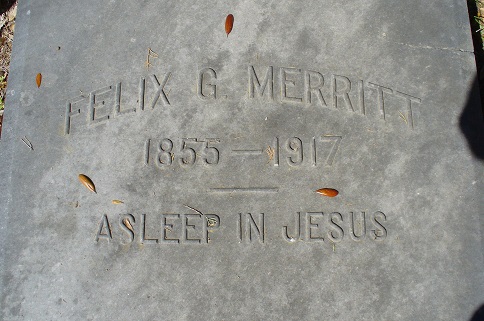 FELIX G. MERRITT
1855 — 1917
ASLEEP IN JESUS